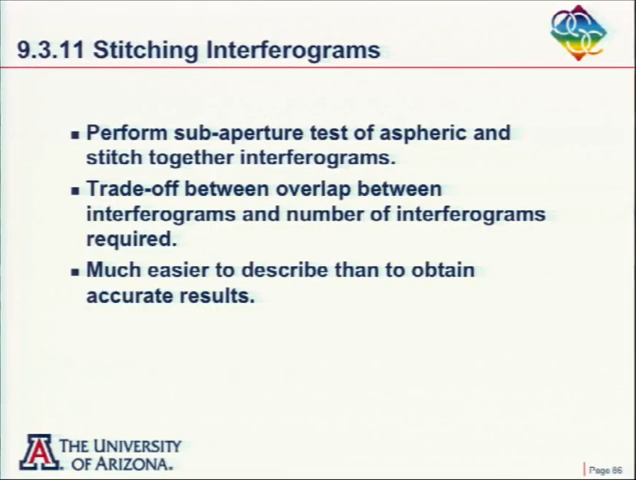 9.3.11 Stitching Interferograms
Perform sub-aperture test of aspheric and
stitch together interferograms.
Trade-off between overlap between
interferograms and number of interferograms
required.
Much easier to describe than to obtain
accurate results.
A
THE UNIVERSITY
OF ARIZONA.
Page 86